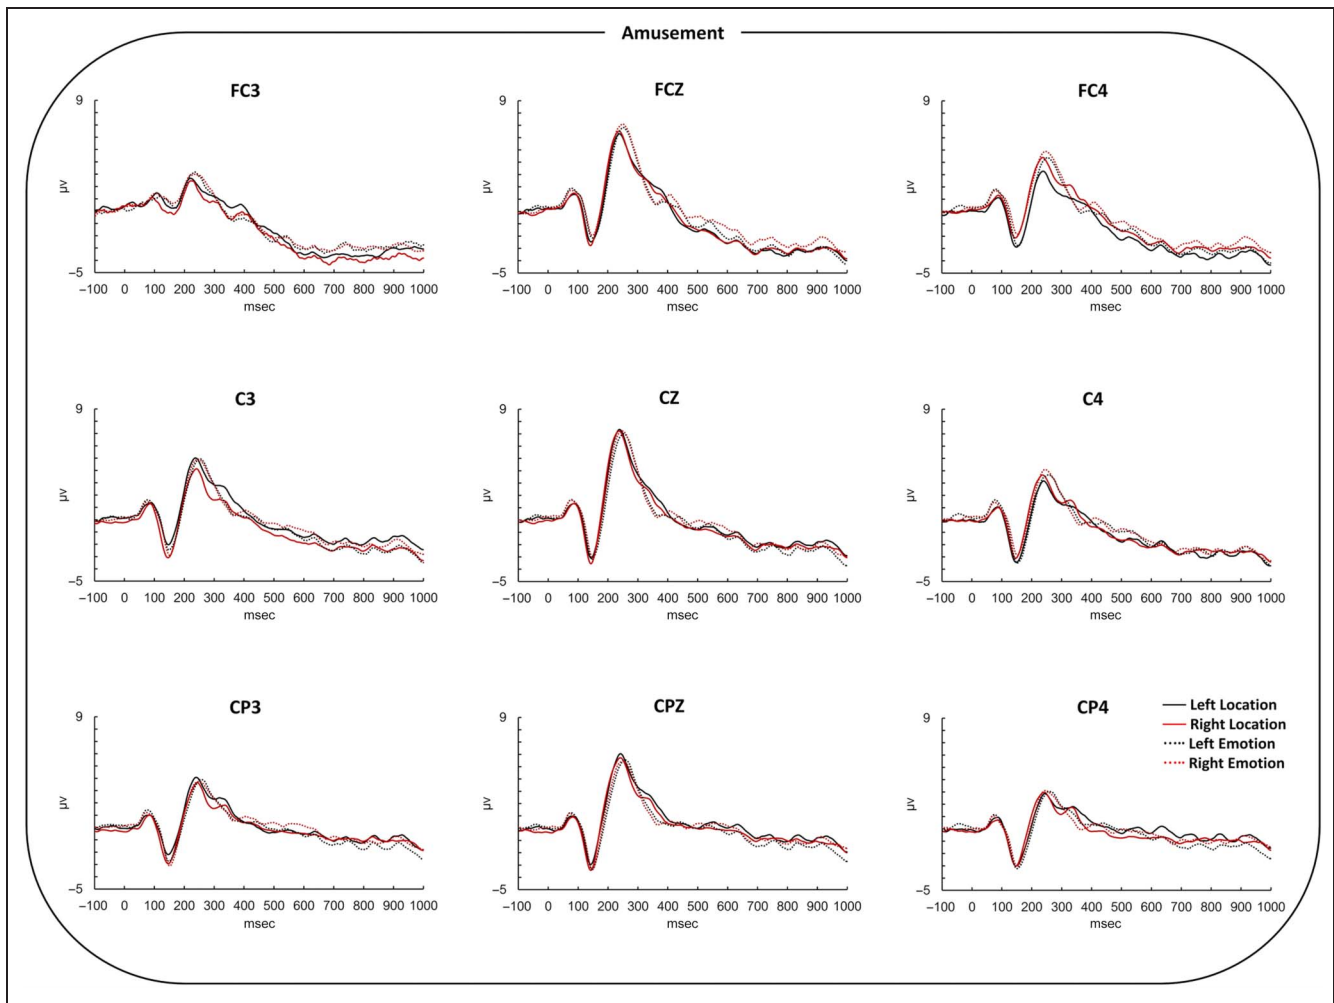 Amusement
FC3
9
μv
−5
−100 0 100 200 300 400 500 600 700 800 900 1000
msec
FCZ
9
−5
−100 0 100 200 300 400 500 600 700 800 900 1000
msec
FC4
9
μv
−5
−100 0 100 200 300 400 500 600 700 800 900 1000
msec
C3
9
μv
−5
−100 0 100 200 300 400 500 600 700 800 900 1000
msec
CZ
9
−5
−100 0 100 200 300 400 500 600 700 800 900 1000
msec
C4
9
μv
−5
−100 0 100 200 300 400 500 600 700 800 900 1000
msec
CP3
9
μv
−5
−100 0 100 200 300 400 500 600 700 800 900 1000
msec
CPZ
9
μv
−5
−100 0 100 200 300 400 500 600 700 800 900 1000
msec
CP4
9
μv
−5
−100 0 100 200 300 400 500 600 700 800 900 1000
msec
Left Location
Right Location
Left Emotion
Right Emotion